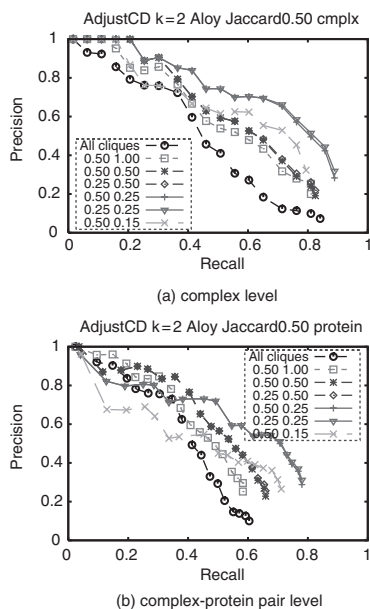 AdjustCD k=2 Aloy Jaccard0.50 cmplx
1
0.8
0.6
0.4
0.2
0
Precision
All cliques
0.50 1.00
0.50 0.50
0.25 0.50
0.50 0.25
0.25 0.25
0.50 0.15
0 0.2 0.4 0.6 0.8 1
Recall
(a) complex level
AdjustCD k=2 Aloy Jaccard0.50 protein
1
0.8
0.6
0.4
0.2
0
Precision
All cliques
0.50 1.00
0.50 0.50
0.25 0.50
0.50 0.25
0.25 0.25
0.50 0.15
0 0.2 0.4 0.6 0.8 1
Recall
(b) complex-protein pair level